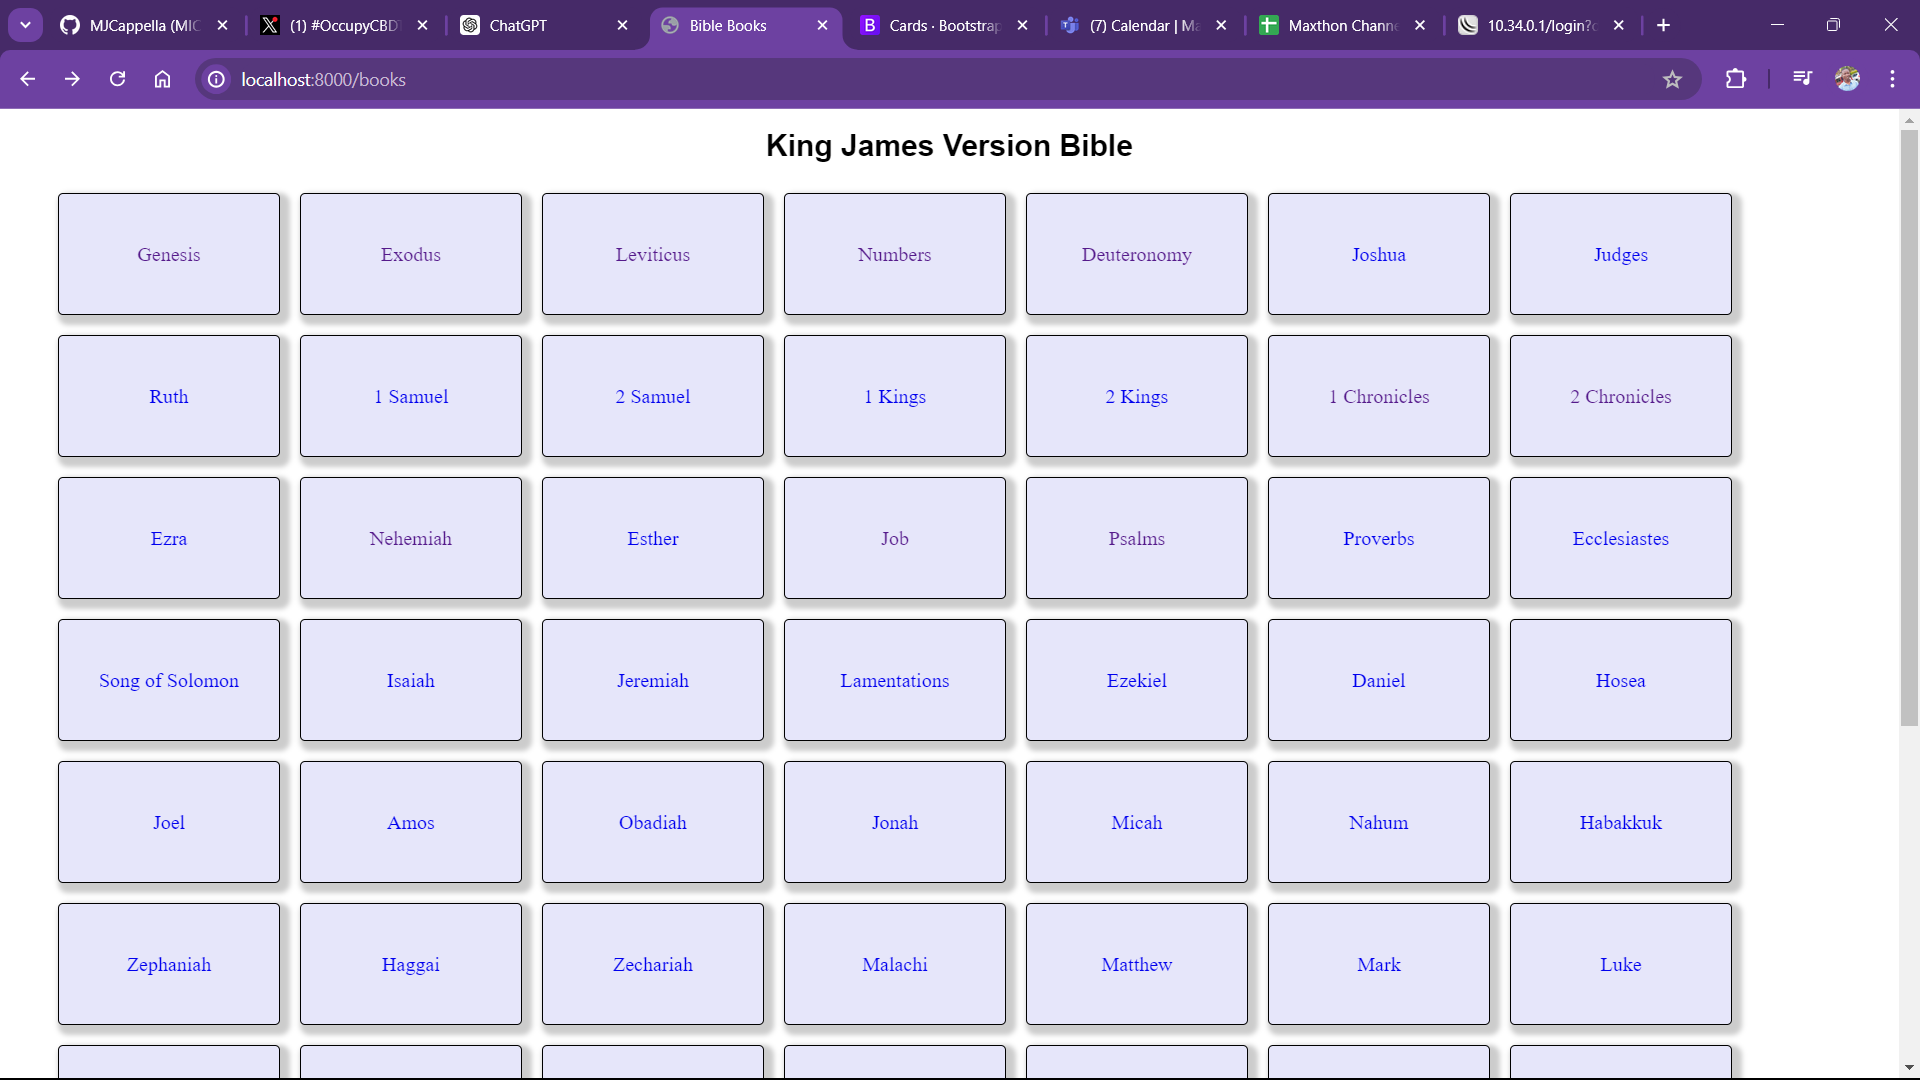 MJCappella (MIC
(1) #OccupyCBD
ChatGPT
Bible Books
Cards · Bootstrap
(7) Calendar | Ma
Maxthon Channe
10.34.0.1/login?
localhost:8000/books
King James Version Bible
Genesis Exodus Leviticus Numbers Deuteronomy Joshua Judges
Ruth 1 Samuel 2 Samuel 1 Kings 2 Kings 1 Chronicles 2 Chronicles
Ezra Nehemiah Esther Job Psalms Proverbs Ecclesiastes
Song of Solomon Isaiah Jeremiah Lamentations Ezekiel Daniel Hosea
Joel Amos Obadiah Jonah Micah Nahum Habakkuk
Zephaniah Haggai Zechariah Malachi Matthew Mark Luke